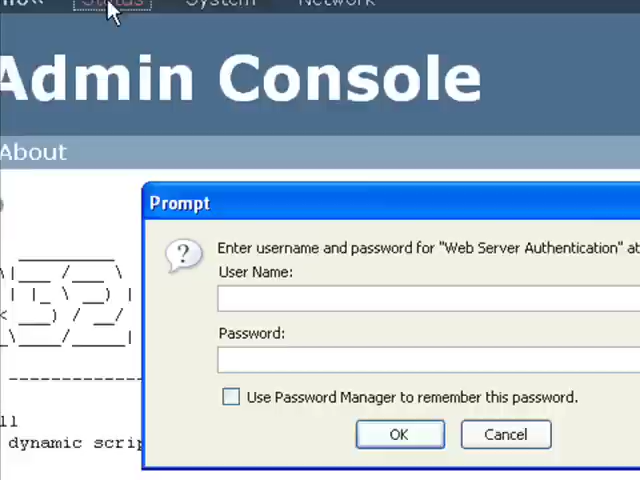 Status System Network
Admin Console
About
Prompt
Enter username and password for "Web Server Authentication" at
User Name:
Password:
Use Password Manager to remember this password.
OK Cancel
dynamic scrip